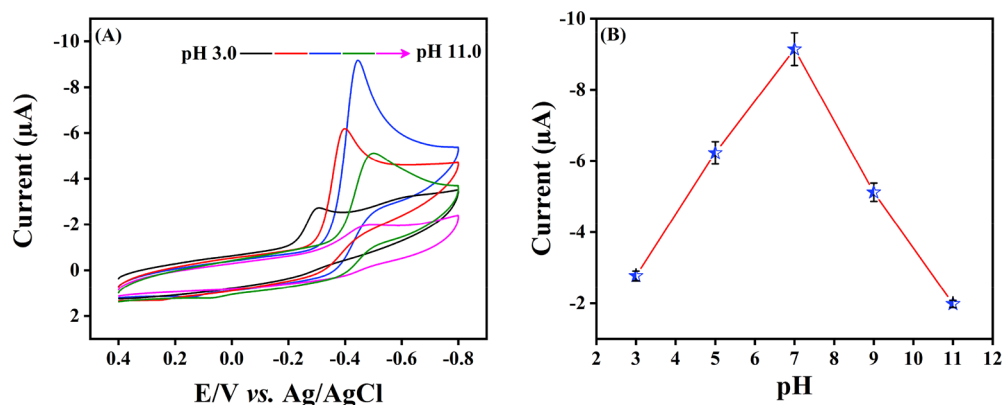 (A)
pH 3.0
pH 11.0
-10
-8
-6
-4
-2
0
2
Current (µA)
0.4 0.2 0.0 -0.2 -0.4 -0.6 -0.8
E/V vs. Ag/AgCl
(B)
-10
-8
-6
-4
-2
Current (µA)
2 3 4 5 6 7 8 9 10 11 12
pH